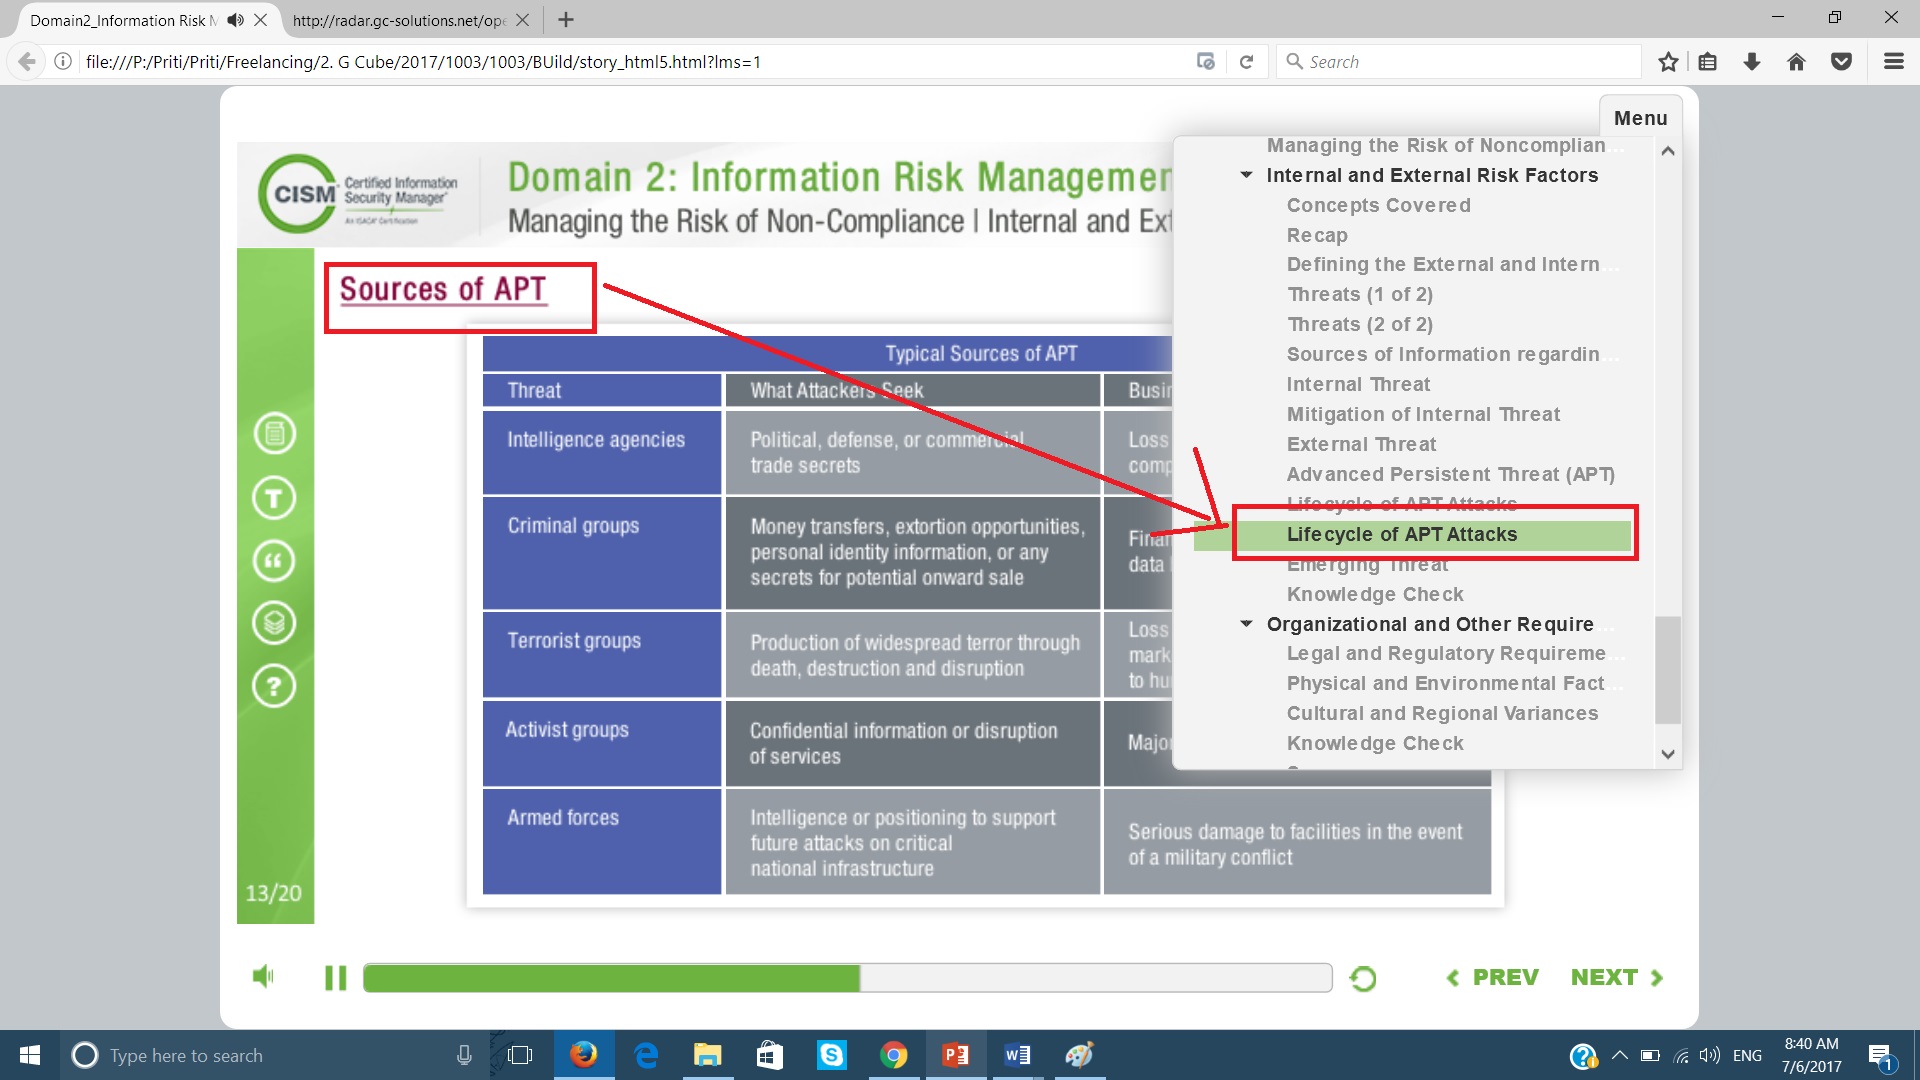 Domain2_Information Risk M
http://radar.gc-solutions.net/ope
file:///P:/Priti/Priti/Freelancing/2. G Cube/2017/1003/1003/BUild/story_html5.html?lms=1
Search
Menu
CISM
Certified Information
Security Manager
An ISACA Certification
Domain 2: Information Risk Managemen
Managing the Risk of Non-Compliance | Internal and Ext
Sources of APT
Typical Sources of APT
Threat
What Attackers Seek
Busin
Intelligence agencies
Political, defense, or commercial
trade secrets
Loss
comp
Criminal groups
Money transfers, extortion opportunities,
personal identity information, or any
secrets for potential onward sale
Finan
data
Terrorist groups
Production of widespread terror through
death, destruction and disruption
Loss
mark
to hu
Activist groups
Confidential information or disruption
of services
Major
Armed forces
Intelligence or positioning to support
future attacks on critical
national infrastructure
Serious damage to facilities in the event
of a military conflict
Managing the Risk of Noncomplian...
Internal and External Risk Factors
Concepts Covered
Recap
Defining the External and Intern...
Threats (1 of 2)
Threats (2 of 2)
Sources of Information regardin...
Internal Threat
Mitigation of Internal Threat
External Threat
Advanced Persistent Threat (APT)
Lifecycle of APT Attacks
Lifecycle of APT Attacks
Emerging Threat
Knowledge Check
Organizational and Other Require...
Legal and Regulatory Requireme...
Physical and Environmental Fact...
Cultural and Regional Variances
Knowledge Check
T
?
13/20
PREV
NEXT
Type here to search
ENG
8:40 AM
7/6/2017
1